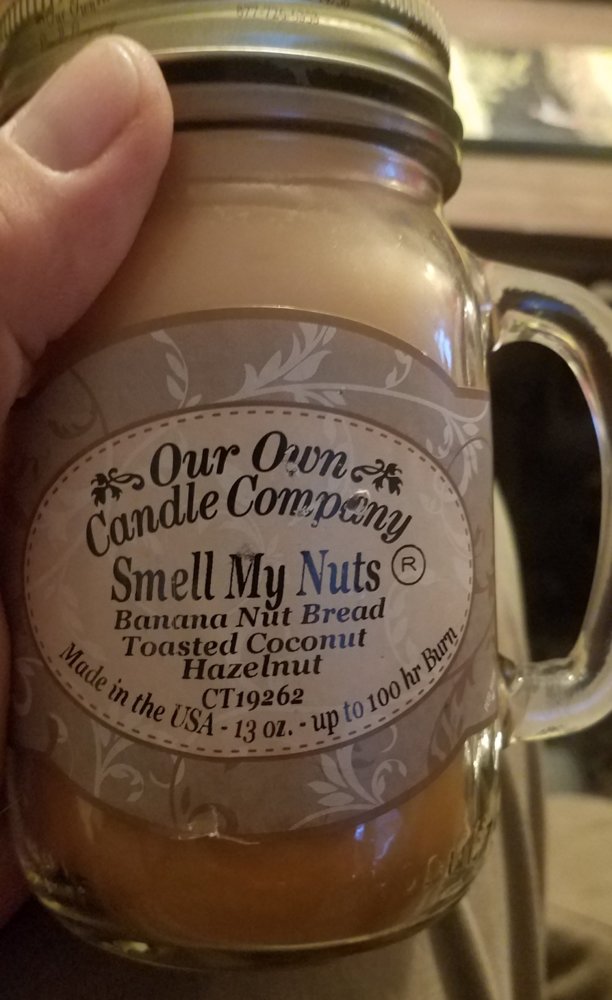 Our Own
Candle Company
Smell My Nuts ®
Banana Nut Bread
Toasted Coconut
Hazelnut
CT19262
Made in the USA - 13 oz. - up to 100 hr Burn